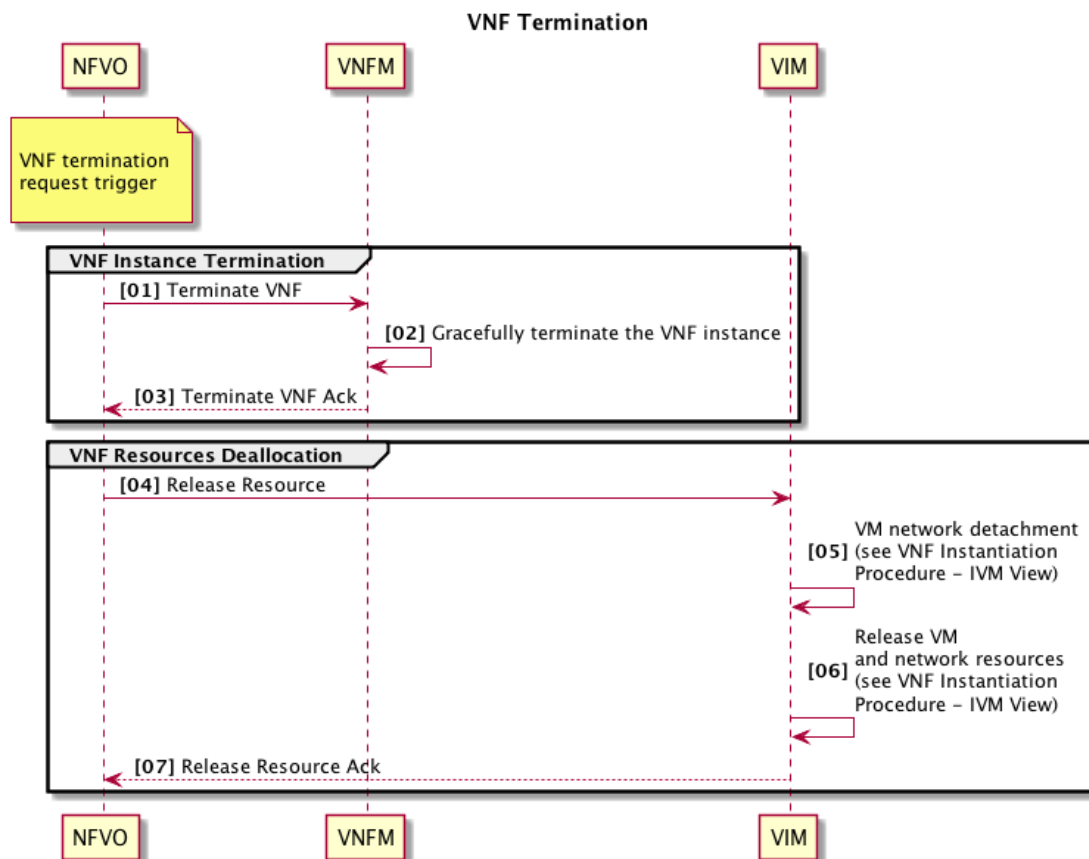 VNF Termination
NFVO
VNFM
VIM
VNF termination
request trigger
VNF Instance Termination
[01] Terminate VNF
[02] Gracefully terminate the VNF instance
[03] Terminate VNF Ack
VNF Resources Deallocation
[04] Release Resource
VM network detachment
[05] (see VNF Instantiation
Procedure - IVM View)
Release VM
and network resources
[06] (see VNF Instantiation
Procedure - IVM View)
[07] Release Resource Ack
NFVO
VNFM
VIM